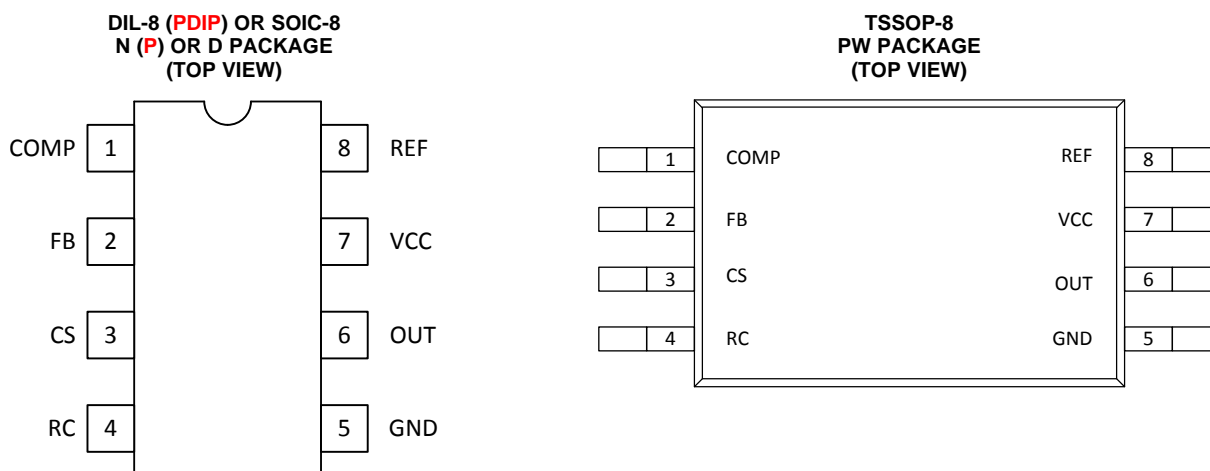 DIL-8 (PDIP) OR SOIC-8
N (P) OR D PACKAGE
(TOP VIEW)
COMP 1 8 REF
FB 2 7 VCC
CS 3 6 OUT
RC 4 5 GND
TSSOP-8
PW PACKAGE
(TOP VIEW)
1 COMP REF 8
2 FB VCC 7
3 CS OUT 6
4 RC GND 5